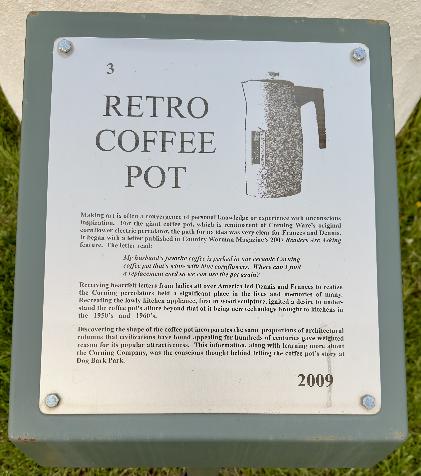 3
RETRO
COFFEE
POT
Making art is often a convergence of personal knowledge or experience with unconscious
inspiration. For the giant coffee pot, which is reminiscent of Corning Ware's original
cornflower electric percolator, the path for its idea was very clear for Frances and Dennis.
It began with a letter published in Country Woman Magazine's 2007 Readers Are Asking
feature. The letter read:
My husband's favorite coffee is perked in our ceramic Corning
coffee pot that's white with blue cornflowers. Where can I find
a replacement cord so we can use the pot again?
Receiving heartfelt letters from ladies all over America led Dennis and Frances to realize
the Corning percolators held a significant place in the lives and memories of many.
Recreating the lowly kitchen appliance, first in wood sculpture, ignited a desire to under-
stand the coffee pot's allure beyond that of it being new technology brought to kitchens in
the 1950's and 1960's.
Discovering the shape of the coffee pot incorporates the same proportions of architectural
columns that civilizations have found appealing for hundreds of centuries gave weighted
reason for its popular attractiveness. This information, along with learning more about
the Corning Company, was the conscious thought behind telling the coffee pot's story at
Dog Bark Park.
2009